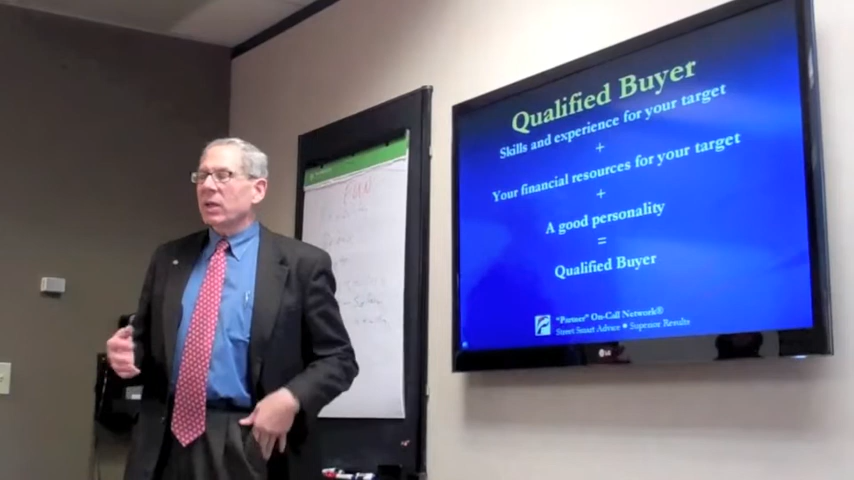 Qualified Buyer
Skills and experience for your target
+
Your financial resources for your target
+
A good personality
=
Qualified Buyer
"Partner" On-Call Network®
Street Smart Advice • Superior Results
LG
FUN